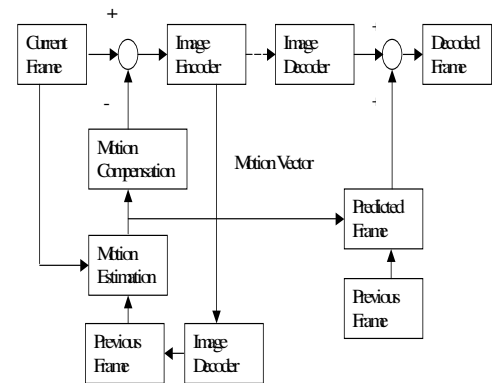 +
Current
Frame
Image
Encoder
Image
Decoder
Decoded
Frame
-
Motion
Compensation
Motion Vector
Predicted
Frame
Motion
Estimation
Previous
Frame
Previous
Frame
Image
Decoder